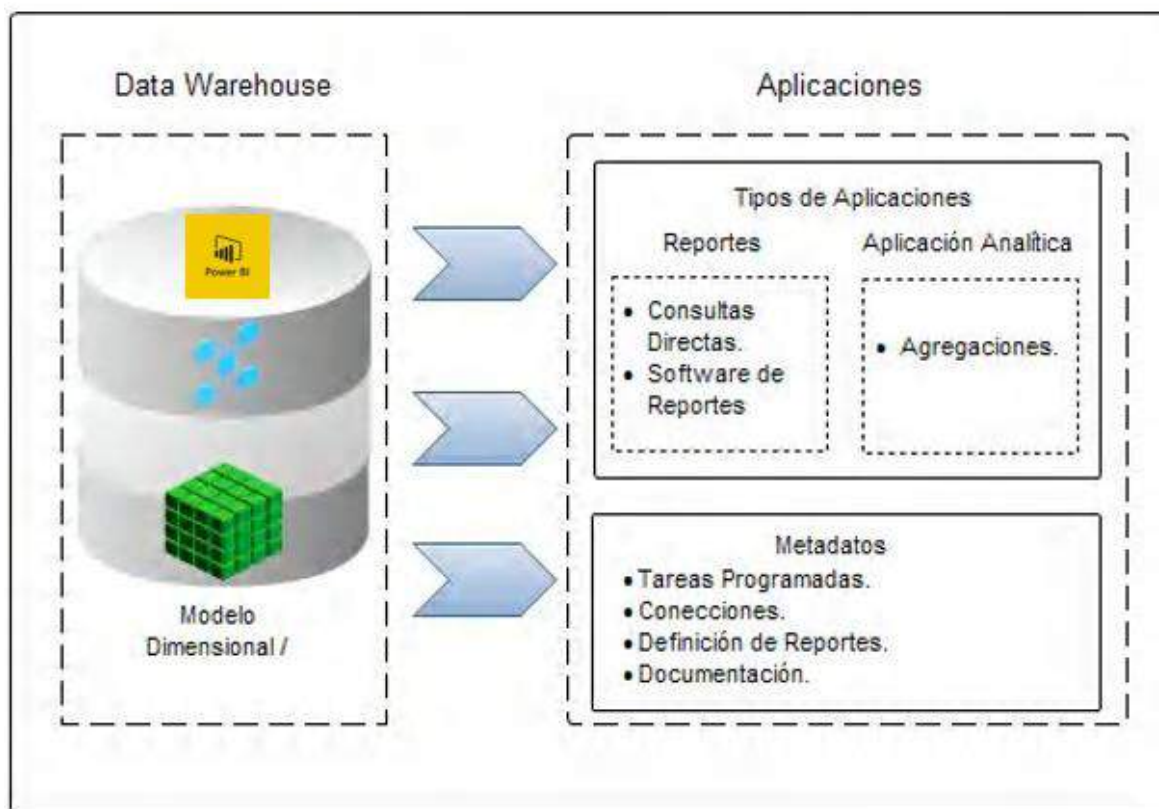 Data Warehouse
Power BI
Modelo
Dimensional /
Aplicaciones
Tipos de Aplicaciones
Reportes
• Consultas
Directas.
• Software de
Reportes
Aplicación Analítica
• Agregaciones.
Metadatos
• Tareas Programadas.
• Conecciones.
• Definición de Reportes.
• Documentación.